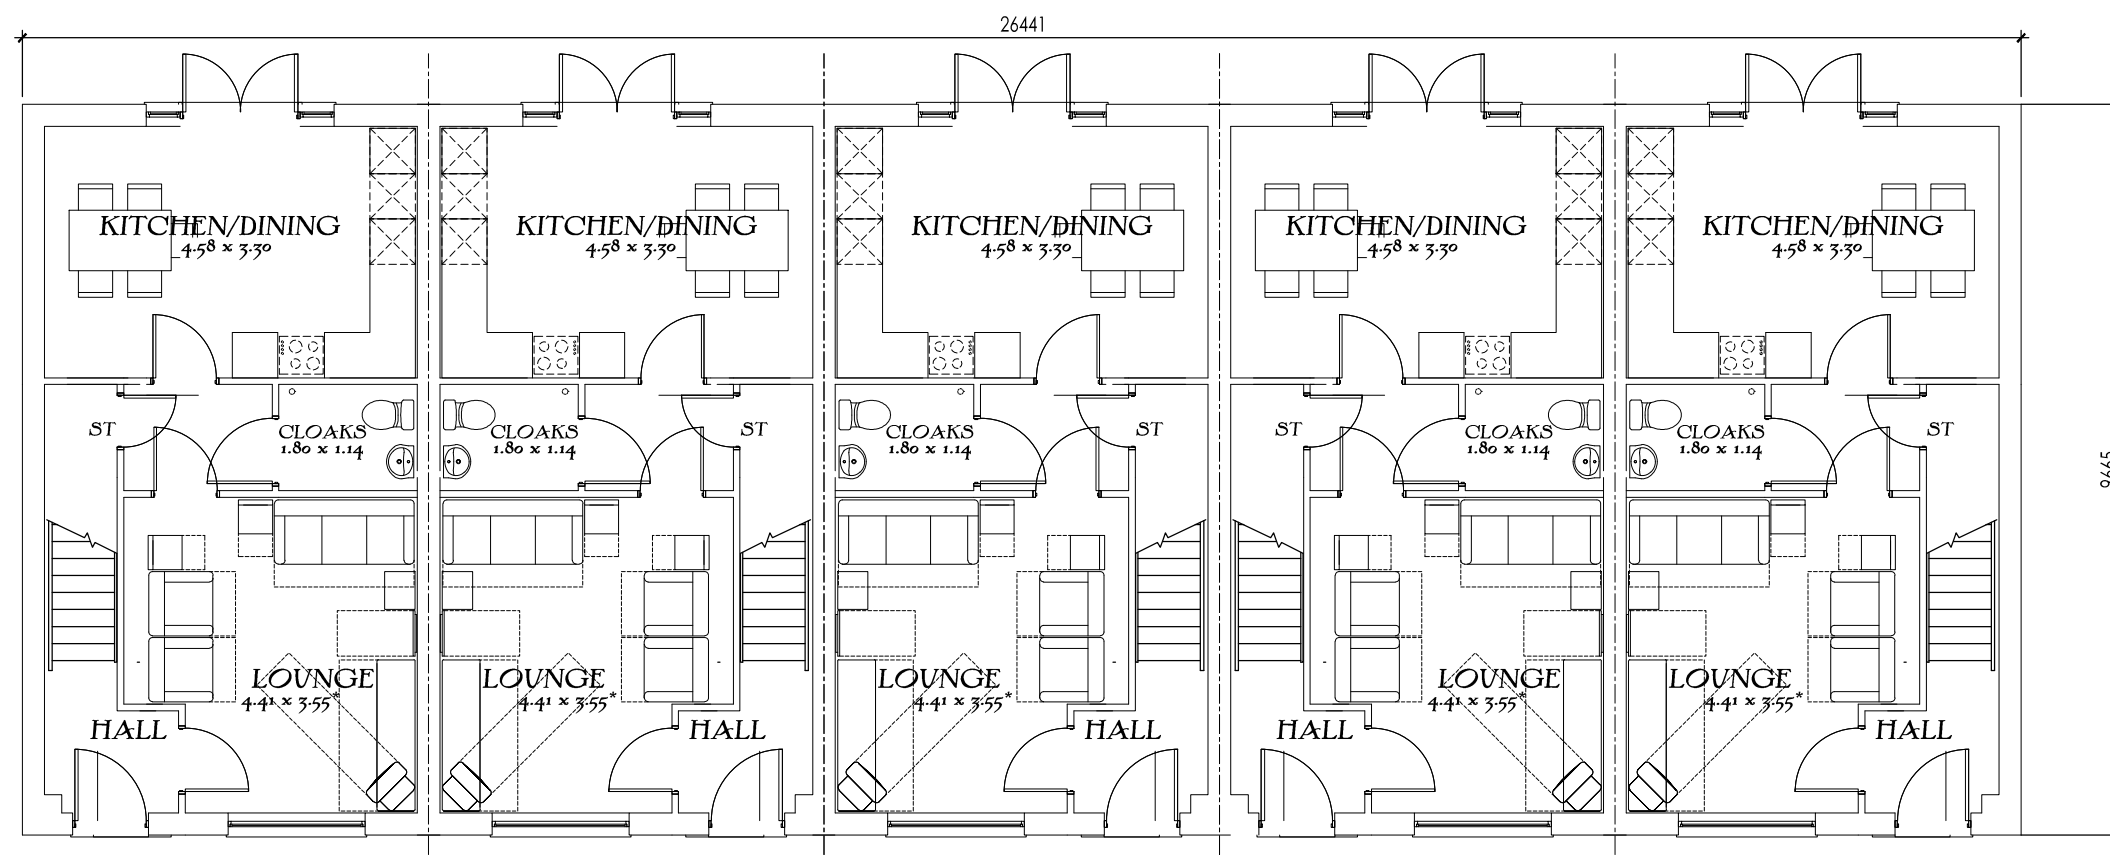 26441
KITCHEN/DINING
4.58 x 3.30
KITCHEN/DINING
4.58 x 3.30
KITCHEN/DINING
4.58 x 3.30
KITCHEN/DINING
4.58 x 3.30
KITCHEN/DINING
4.58 x 3.30
ST
CLOAKS
1.80 x 1.14
CLOAKS
1.80 x 1.14
ST
CLOAKS
1.80 x 1.14
ST
ST
CLOAKS
1.80 x 1.14
CLOAKS
1.80 x 1.14
ST
9665
LOUNGE
4.41 x 3.55*
LOUNGE
4.41 x 3.55*
LOUNGE
4.41 x 3.55*
LOUNGE
4.41 x 3.55*
LOUNGE
4.41 x 3.55*
HALL
HALL
HALL
HALL
HALL